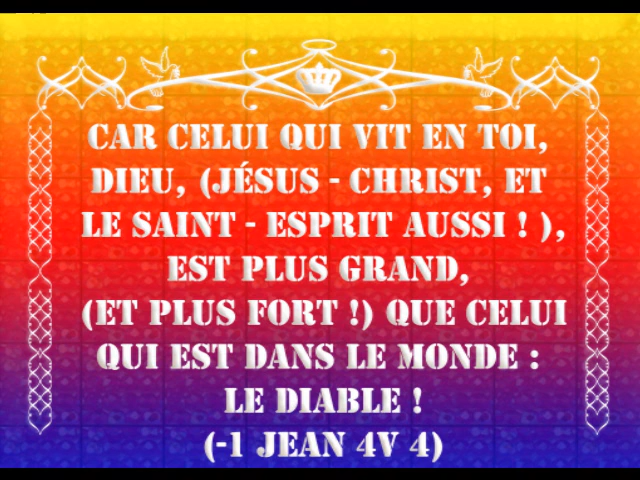 CAR CELUI QUI VIT EN TOI,
DIEU, (JÉSUS - CHRIST, ET
LE SAINT - ESPRIT AUSSI ! ),
EST PLUS GRAND,
(ET PLUS FORT !) QUE CELUI
QUI EST DANS LE MONDE :
LE DIABLE !
(-1 JEAN 4V 4)